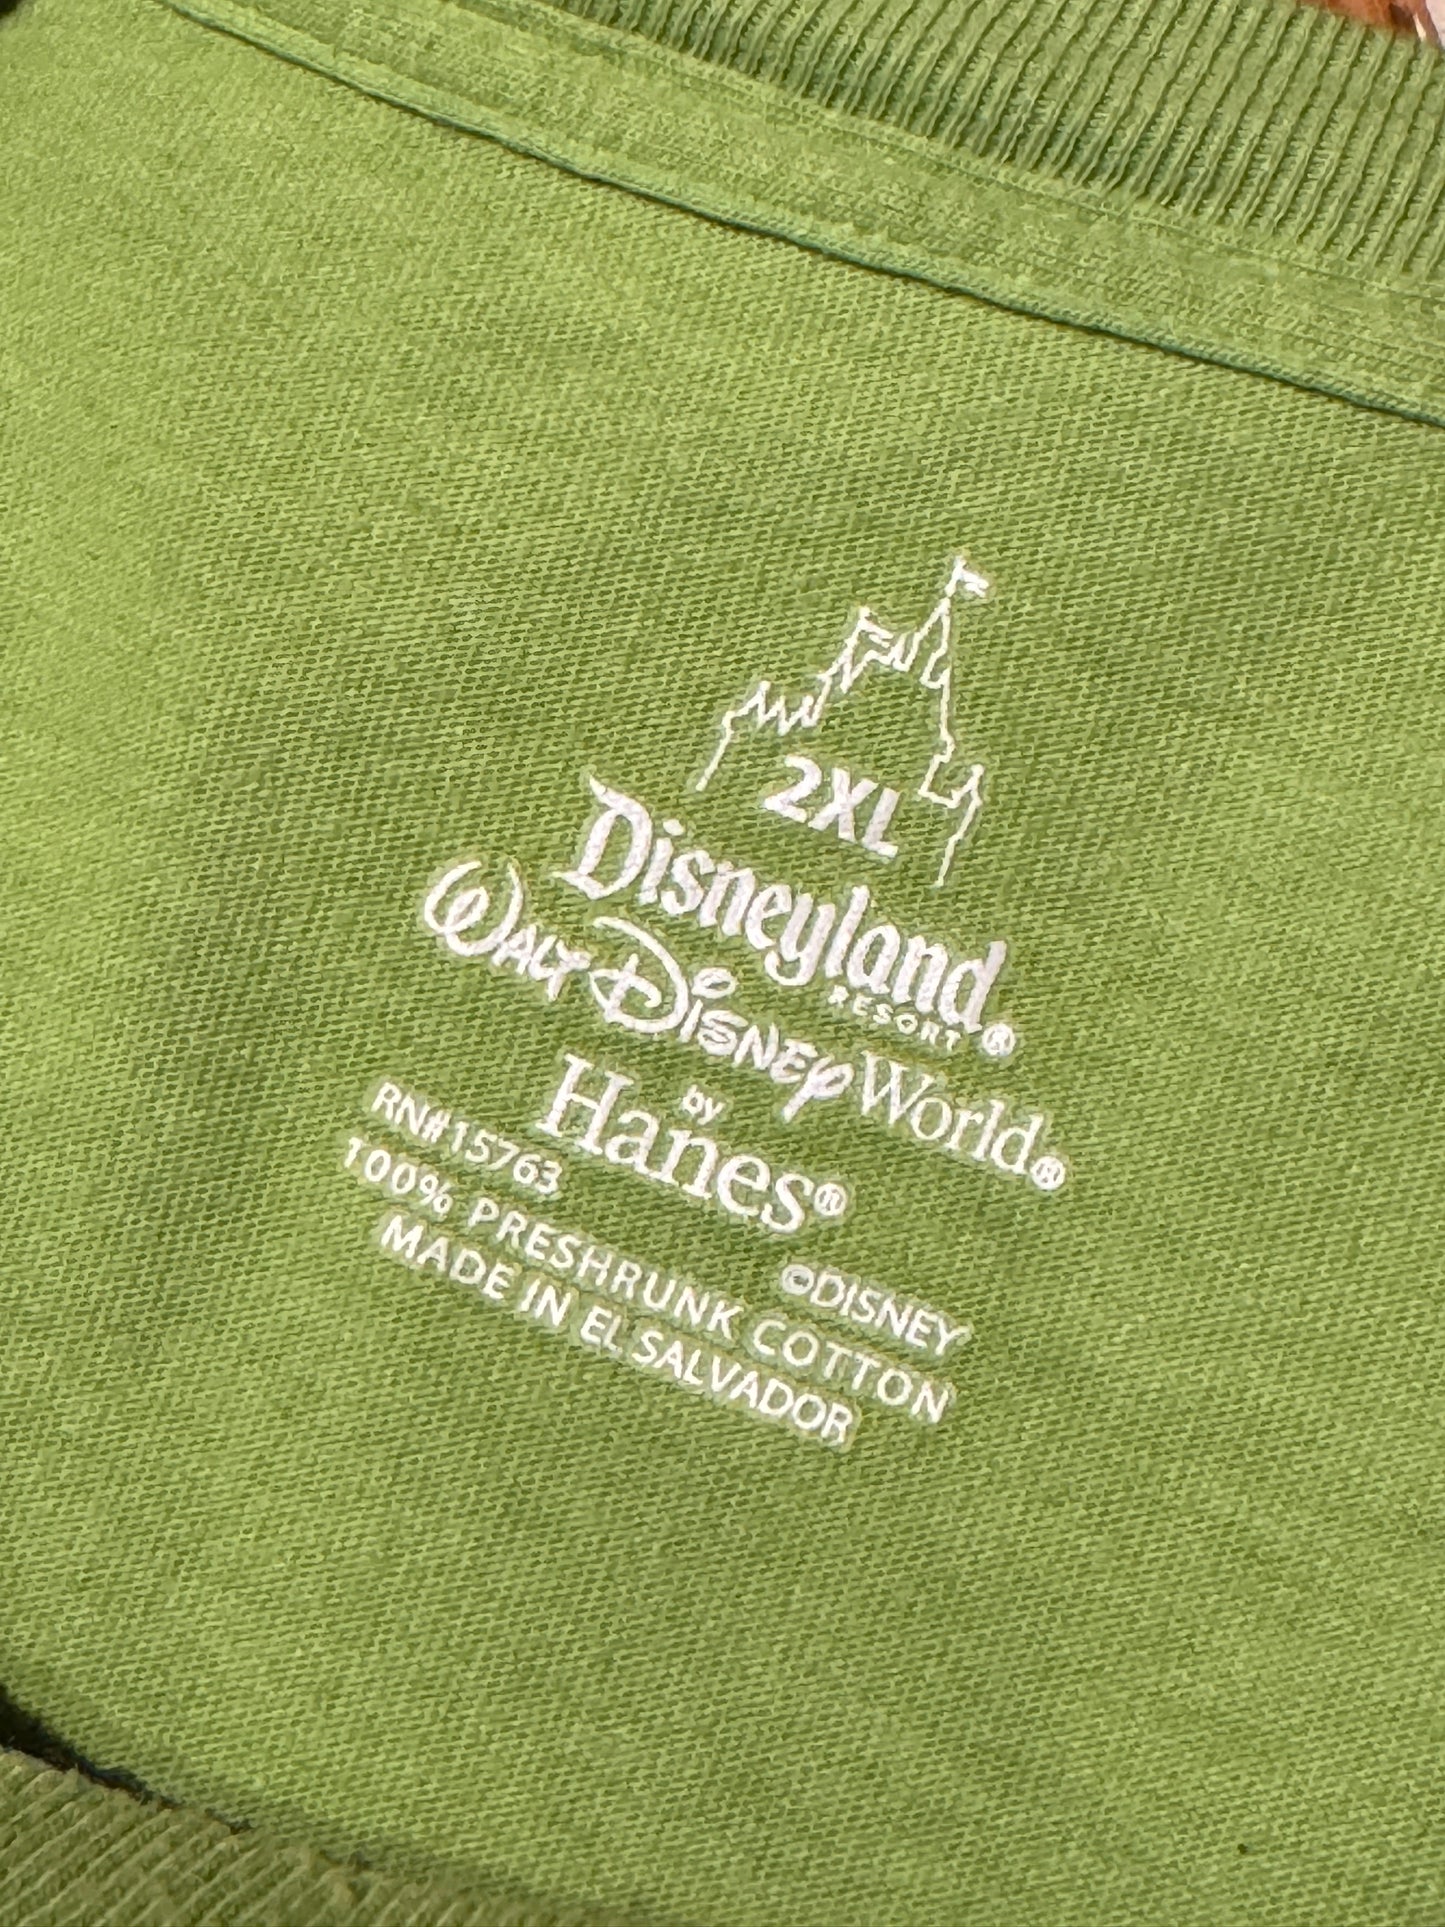 2XL
Disneyland®
RESORT
WALT DISNEY World®
by
Hanes®
RN#15763 ©DISNEY
100% PRESHRUNK COTTON
MADE IN EL SALVADOR